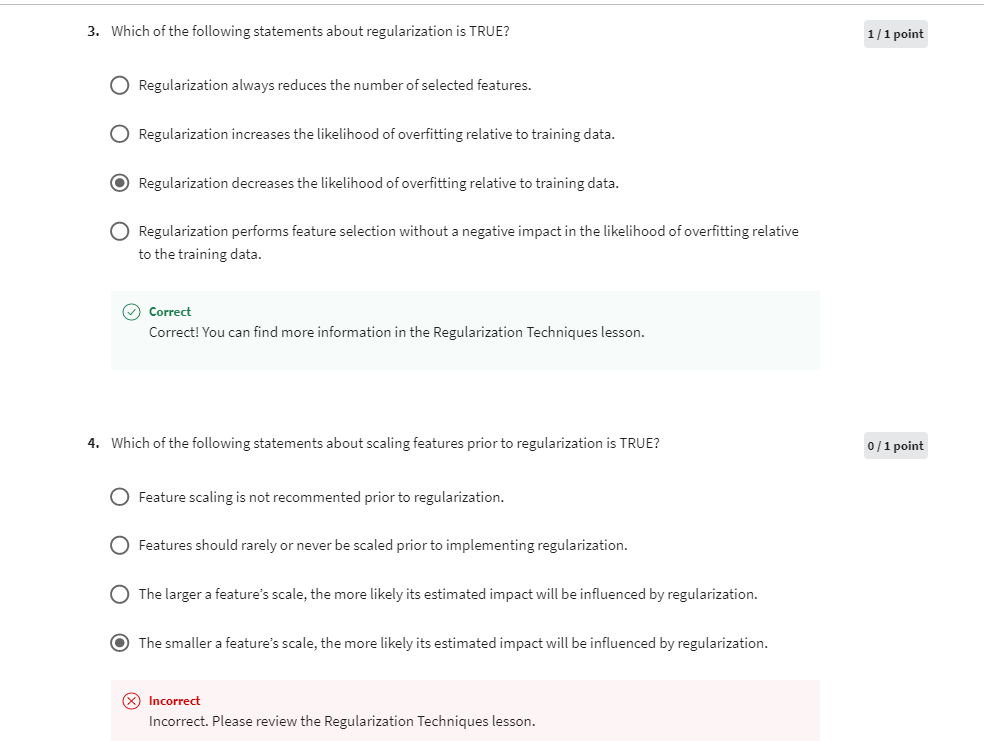 3. Which of the following statements about regularization is TRUE?
1 / 1 point
Regularization always reduces the number of selected features.
Regularization increases the likelihood of overfitting relative to training data.
Regularization decreases the likelihood of overfitting relative to training data.
Regularization performs feature selection without a negative impact in the likelihood of overfitting relative
to the training data.
Correct
Correct! You can find more information in the Regularization Techniques lesson.
4. Which of the following statements about scaling features prior to regularization is TRUE?
0 / 1 point
Feature scaling is not recommented prior to regularization.
Features should rarely or never be scaled prior to implementing regularization.
The larger a feature’s scale, the more likely its estimated impact will be influenced by regularization.
The smaller a feature’s scale, the more likely its estimated impact will be influenced by regularization.
Incorrect
Incorrect. Please review the Regularization Techniques lesson.